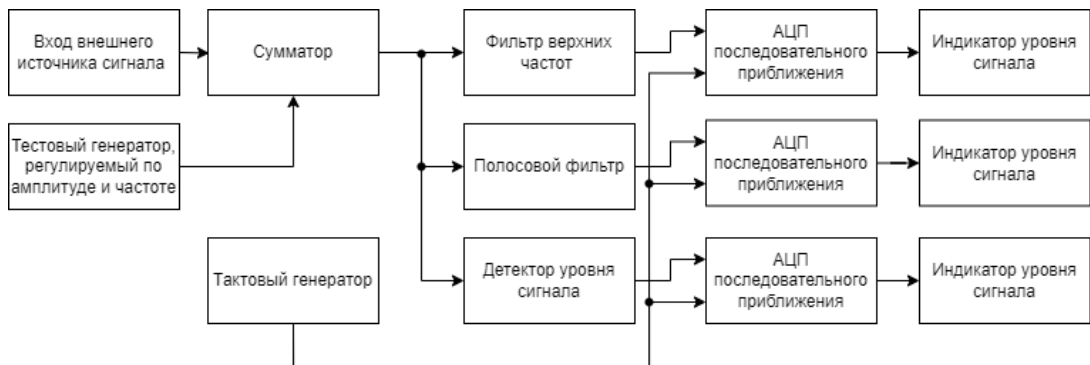 Вход внешнего
источника сигнала
Сумматор
Фильтр верхних
частот
АЦП
последовательного
приближения
Индикатор уровня
сигнала
Тестовый генератор,
регулируемый по
амплитуде и частоте
Полосовой фильтр
АЦП
последовательного
приближения
Индикатор уровня
сигнала
Тактовый генератор
Детектор уровня
сигнала
АЦП
последовательного
приближения
Индикатор уровня
сигнала